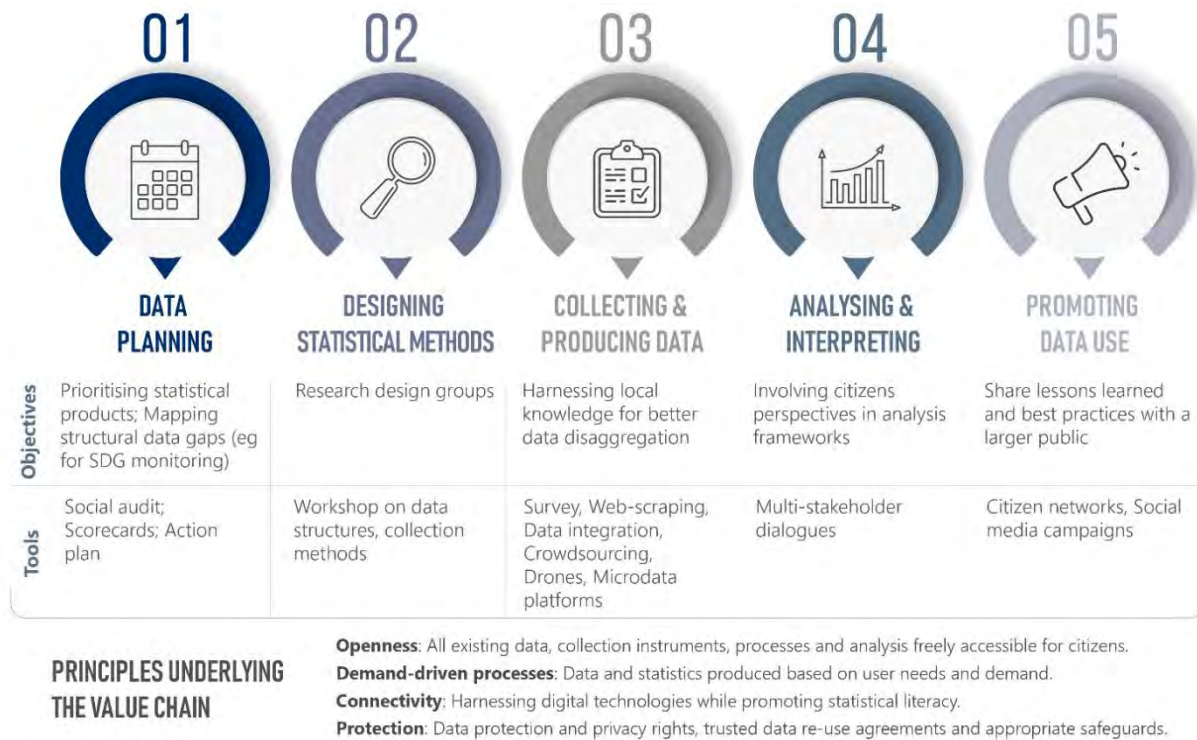 01
02
03
04
05
DATA
PLANNING
DESIGNING
STATISTICAL METHODS
COLLECTING &
PRODUCING DATA
ANALYSING &
INTERPRETING
PROMOTING
DATA USE
Objectives
Prioritising statistical
products; Mapping
structural data gaps (eg
for SDG monitoring)
Research design groups
Harnessing local
knowledge for better
data disaggregation
Involving citizens
perspectives in analysis
frameworks
Share lessons learned
and best practices with a
larger public
Tools
Social audit;
Scorecards; Action
plan
Workshop on data
structures, collection
methods
Survey, Web-scraping,
Data integration,
Crowdsourcing,
Drones, Microdata
platforms
Multi-stakeholder
dialogues
Citizen networks, Social
media campaigns
PRINCIPLES UNDERLYING
THE VALUE CHAIN
Openness: All existing data, collection instruments, processes and analysis freely accessible for citizens.
Demand-driven processes: Data and statistics produced based on user needs and demand.
Connectivity: Harnessing digital technologies while promoting statistical literacy.
Protection: Data protection and privacy rights, trusted data re-use agreements and appropriate safeguards.